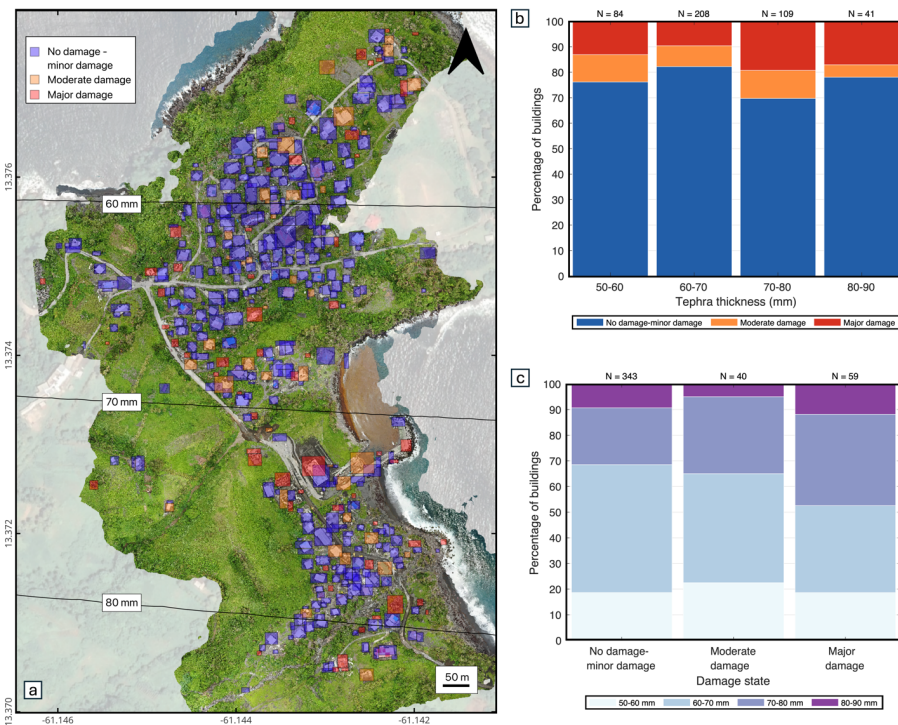 No damage -
minor damage
Moderate damage
Major damage
13.376
13.374
13.372
13.370
60 mm
70 mm
80 mm
50 m
a
-61.146
-61.144
-61.142
b
N = 84
N = 208
N = 109
N = 41
Percentage of buildings
100
90
80
70
60
50
40
30
20
10
0
50-60
60-70
70-80
80-90
Tephra thickness (mm)
No damage-minor damage
Moderate damage
Major damage
c
N = 343
N = 40
N = 59
Percentage of buildings
100
90
80
70
60
50
40
30
20
10
0
No damage-
minor damage
Moderate
damage
Major
damage
Damage state
50-60 mm
60-70 mm
70-80 mm
80-90 mm